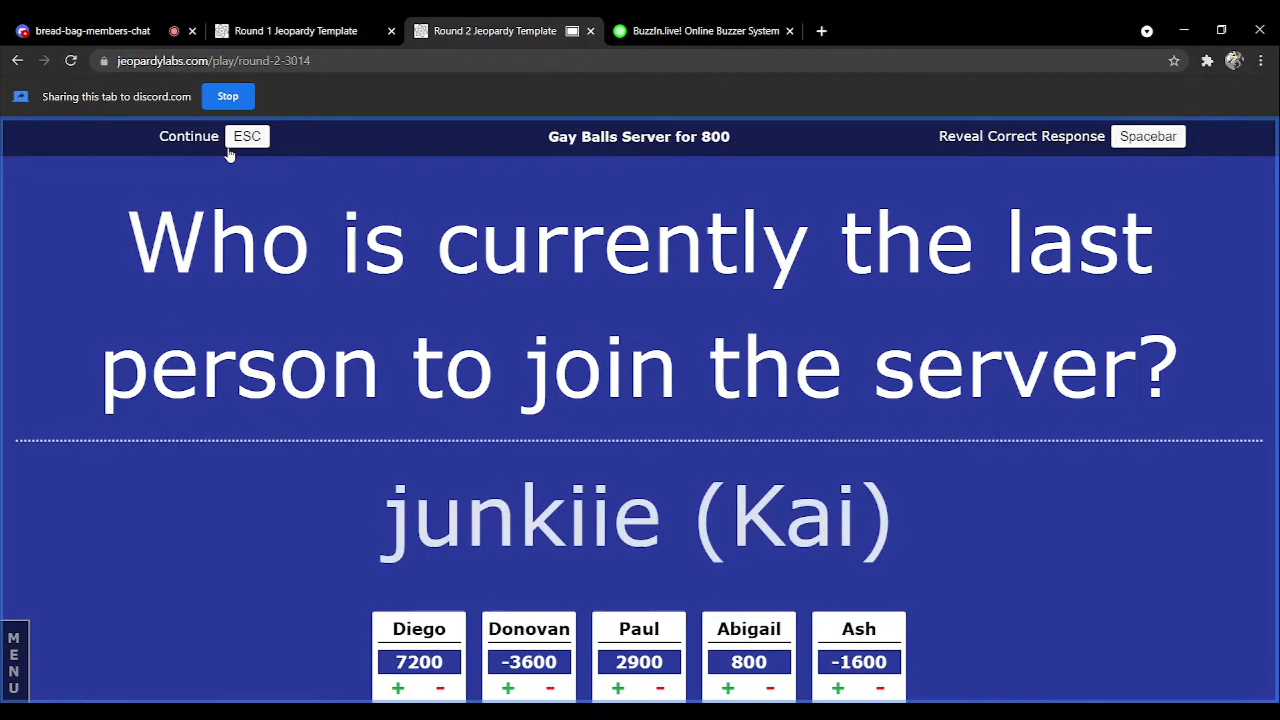 bread-bag-members-chat
Round 1 Jeopardy Template
Round 2 Jeopardy Template
BuzzIn.live! Online Buzzer System
jeopardylabs.com/play/round-2-3014
Sharing this tab to discord.com
Stop
Continue ESC
Gay Balls Server for 800
Reveal Correct Response Spacebar
Who is currently the last
person to join the server?
junkiie (Kai)
Diego Donovan Paul Abigail Ash
7200 -3600 2900 800 -1600
+ - + - + - + - + -
MENU